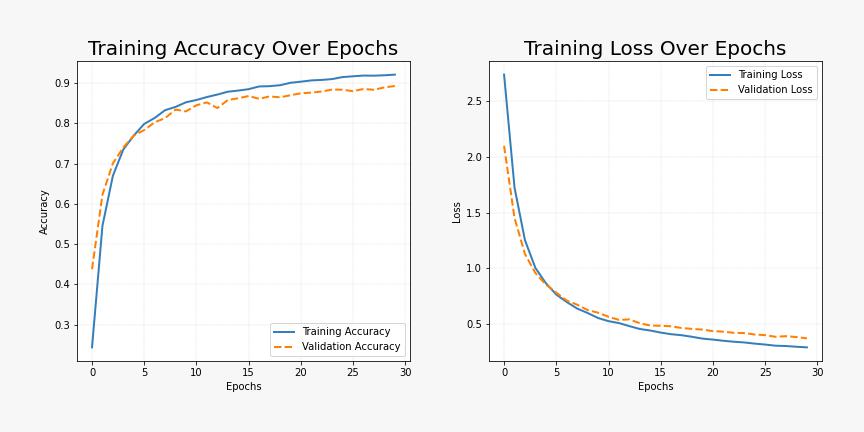 Training Accuracy Over Epochs
0.9
0.8
0.7
0.6
0.5
0.4
0.3
Accuracy
Training Accuracy
Validation Accuracy
0 5 10 15 20 25 30
Epochs
Training Loss Over Epochs
Training Loss
Validation Loss
2.5
2.0
1.5
1.0
0.5
Loss
0 5 10 15 20 25 30
Epochs